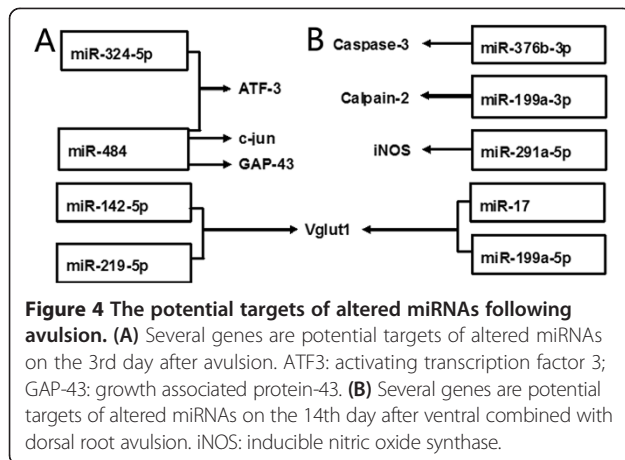 A
B
miR-324-5p
Caspase-3
miR-376b-3p
ATF-3
Calpain-2
miR-199a-3p
miR-484
c-jun
GAP-43
iNOS
miR-291a-5p
miR-142-5p
miR-17
Vglut1
miR-219-5p
miR-199a-5p
Figure 4 The potential targets of altered miRNAs following
avulsion. (A) Several genes are potential targets of altered miRNAs
on the 3rd day after avulsion. ATF3: activating transcription factor 3;
GAP-43: growth associated protein-43. (B) Several genes are potential
targets of altered miRNAs on the 14th day after ventral combined with
dorsal root avulsion. iNOS: inducible nitric oxide synthase.